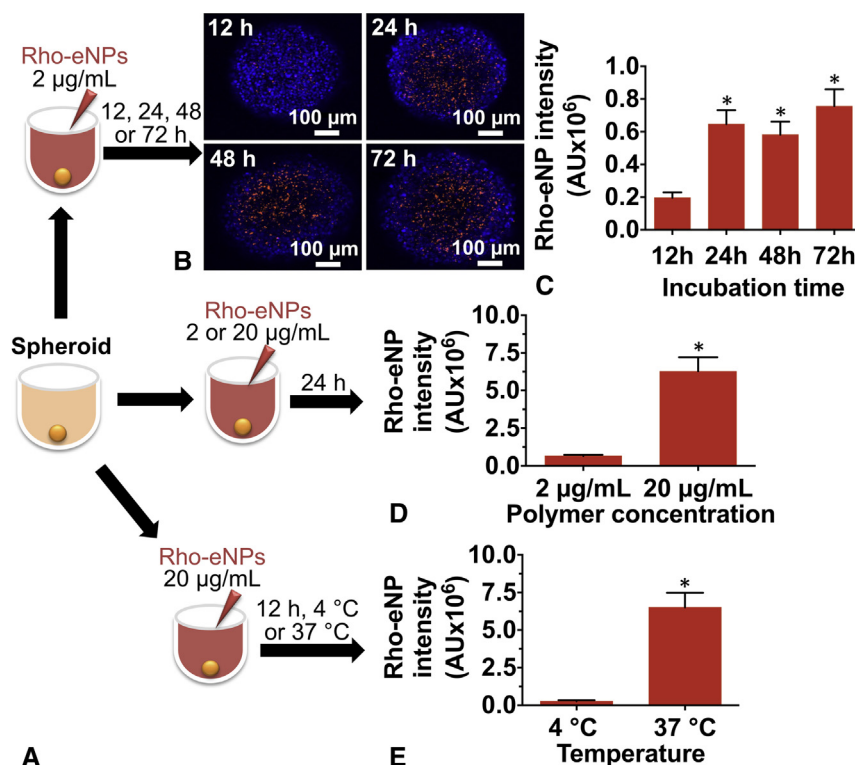 Rho-eNPs
2 µg/mL
12, 24, 48
or 72 h
12 h
100 µm
24 h
100 µm
48 h
100 µm
72 h
100 µm
B
Rho-eNP intensity
(AUx10⁶)
1.0
0.8
0.6
0.4
0.2
0.0
*
*
*
12h 24h 48h 72h
Incubation time
C
Spheroid
Rho-eNPs
2 or 20 µg/mL
24 h
Rho-eNP
intensity
(AUx10⁶)
10.0
7.5
5.0
2.5
0.0
*
2 µg/mL 20 µg/mL
Polymer concentration
D
Rho-eNPs
20 µg/mL
12 h, 4 °C
or 37 °C
Rho-eNP
intensity
(AUx10⁶)
10.0
7.5
5.0
2.5
0.0
*
4 °C 37 °C
Temperature
A
E